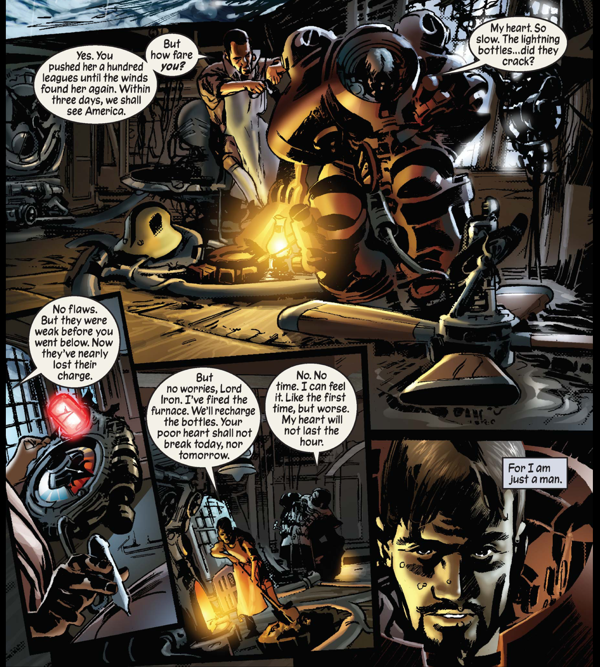 Yes. You
pushed her a hundred
leagues until the winds
found her again. Within
three days, we shall
see America.
But
how fare
you?
My heart. So
slow. The lightning
bottles...did they
crack?
No flaws.
But they were
weak before you
went below. Now
they've nearly
lost their
charge.
But
no worries, Lord
Iron. I've fired the
furnace. We'll recharge
the bottles. Your
poor heart shall not
break today, nor
tomorrow.
No. No
time. I can feel
it. Like the first
time, but worse.
My heart will
not last the
hour.
For I am
just a man.